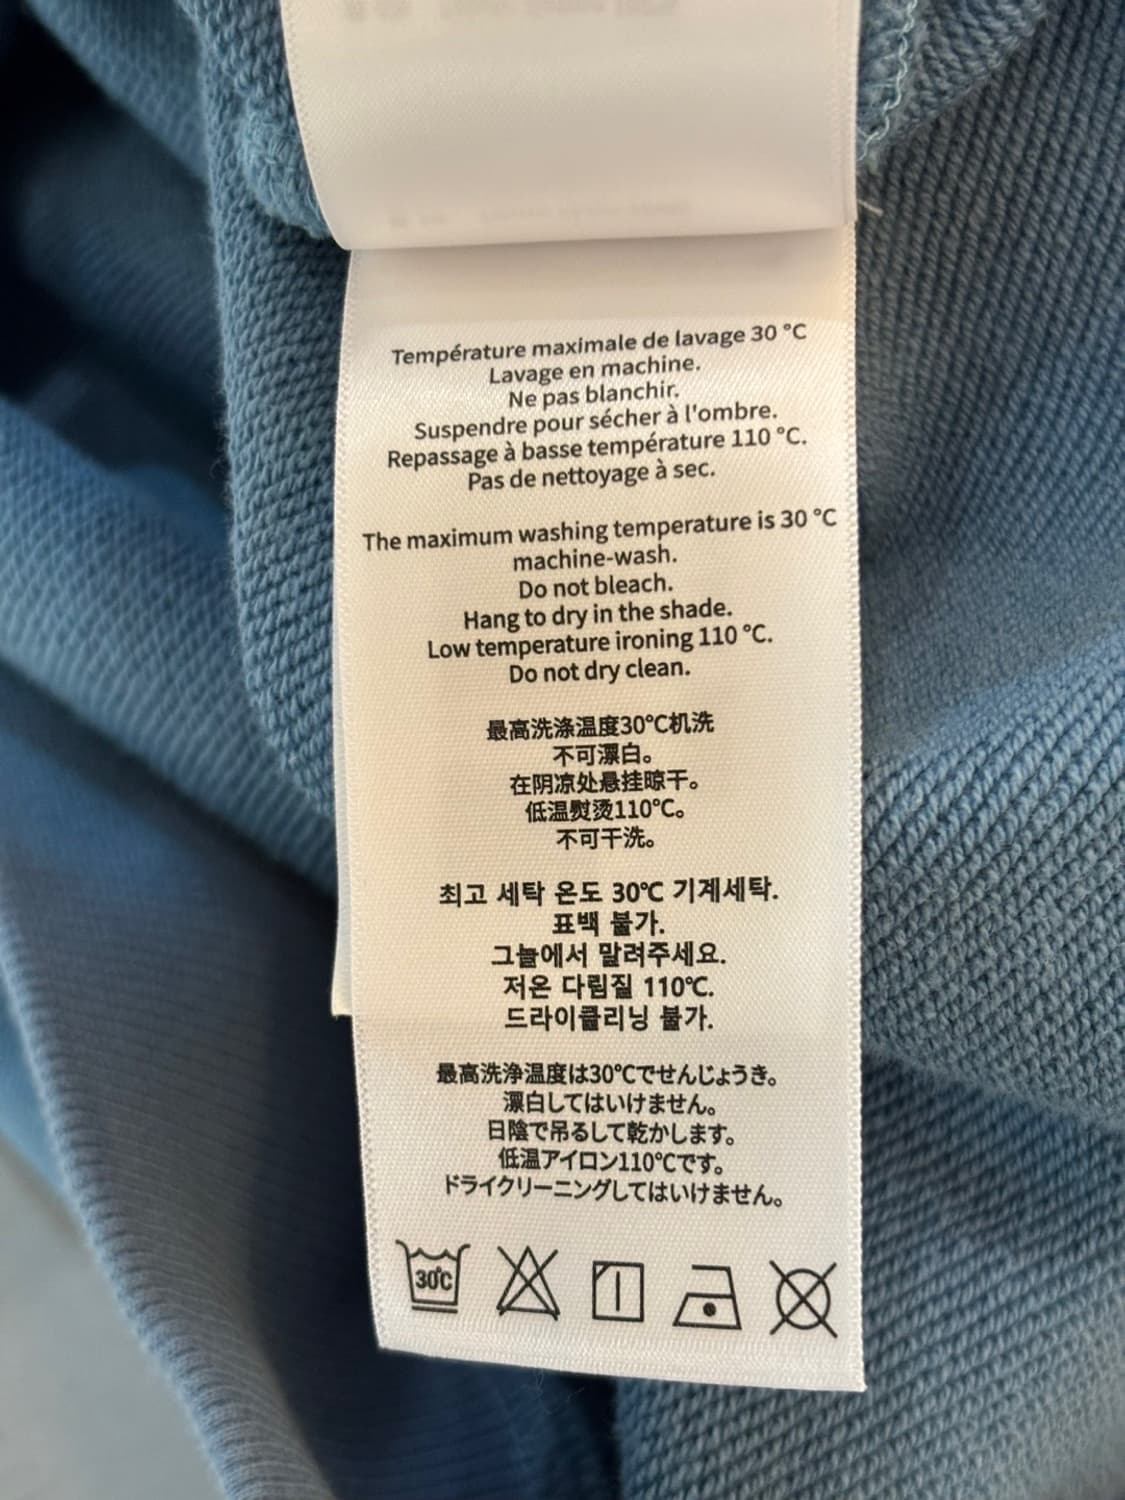 Température maximale de lavage 30 °C
Lavage en machine.
Ne pas blanchir.
Suspendre pour sécher à l'ombre.
Repassage à basse température 110 °C.
Pas de nettoyage à sec.
The maximum washing temperature is 30 °C
machine-wash.
Do not bleach.
Hang to dry in the shade.
Low temperature ironing 110 °C.
Do not dry clean.
最高洗涤温度30℃机洗
不可漂白。
在阴凉处悬挂晾干。
低温熨烫110℃。
不可干洗。
최고 세탁 온도 30℃ 기계세탁.
표백 불가.
그늘에서 말려주세요.
저온 다림질 110℃.
드라이클리닝 불가.
最高洗浄温度は30℃でせんじょうき。
漂白してはいけません。
日陰で吊るして乾かします。
低温アイロン110℃です。
ドライクリーニングしてはいけません。
30℃